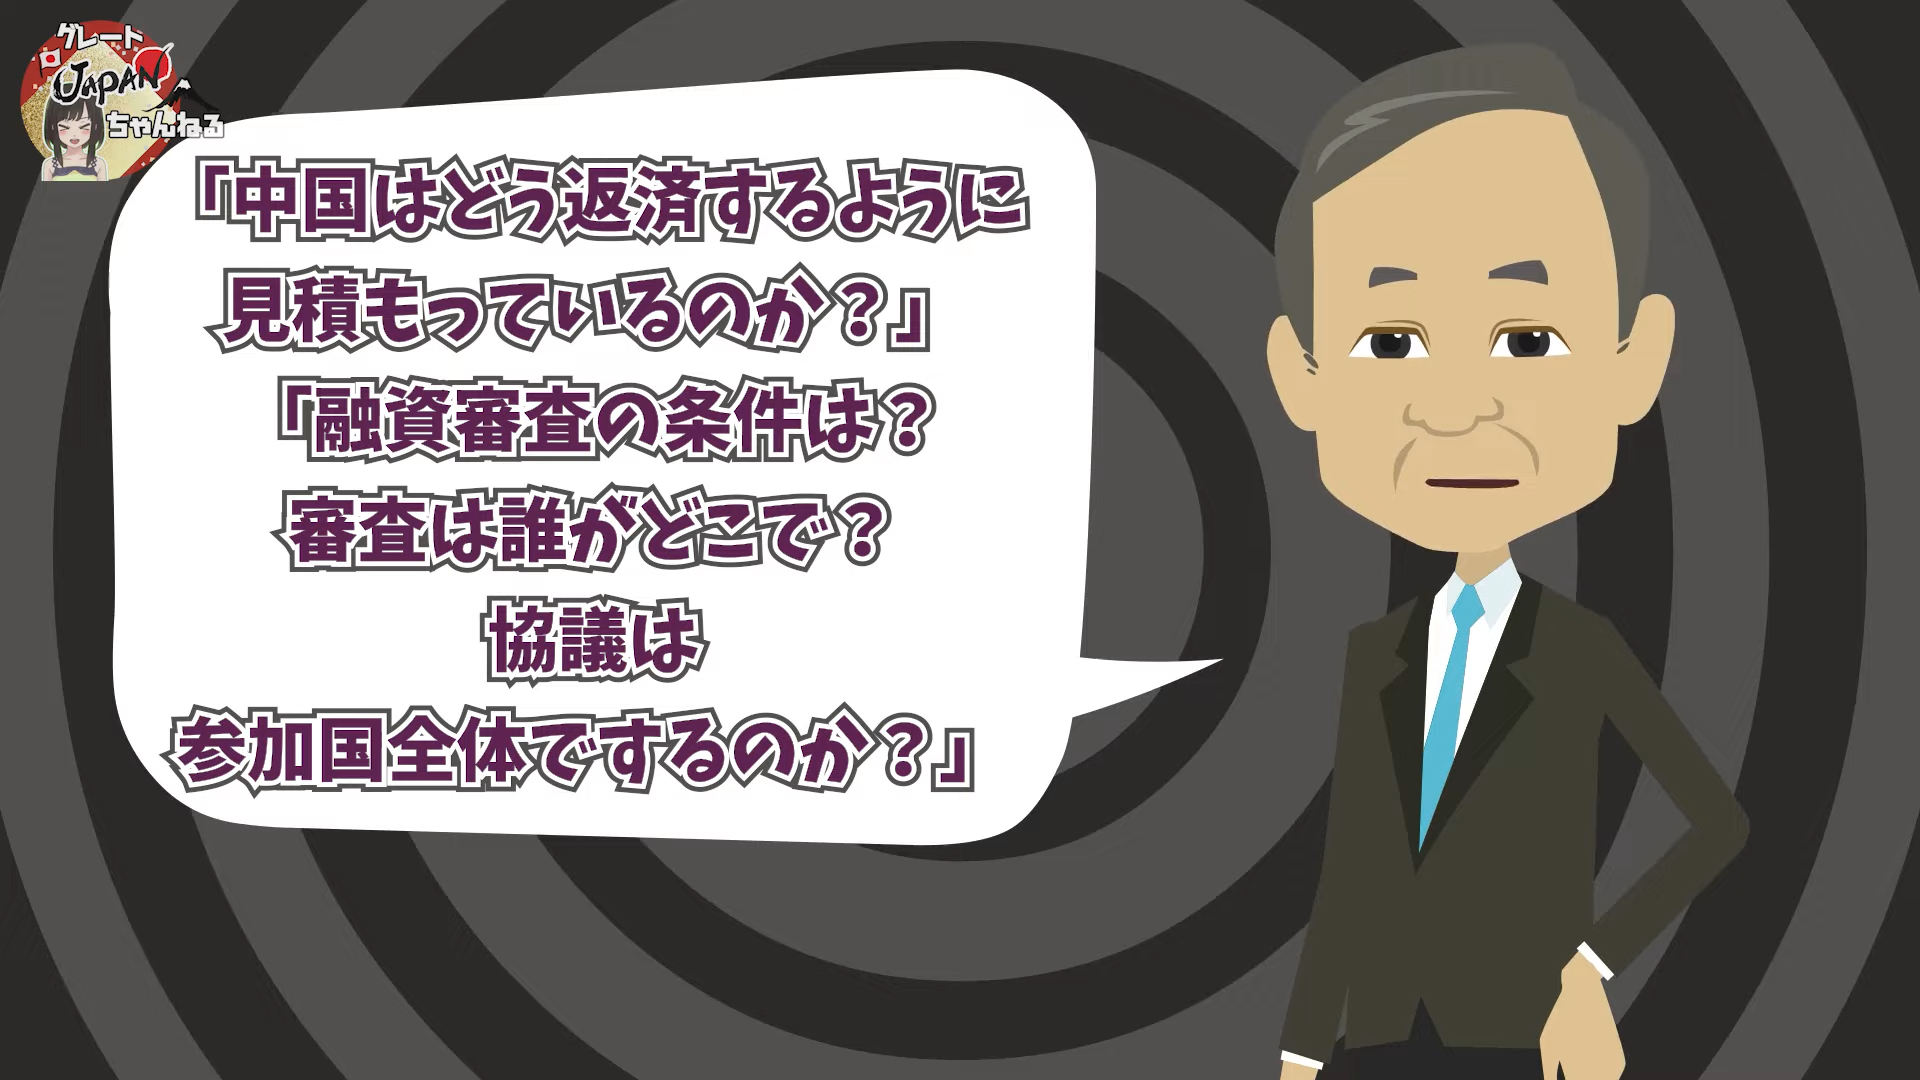 グレート
JAPAN
ちゃんねる
「中国はどう返済するように
見積もっているのか？」
「融資審査の条件は？
審査は誰がどこで？
協議は
参加国全体でするのか？」